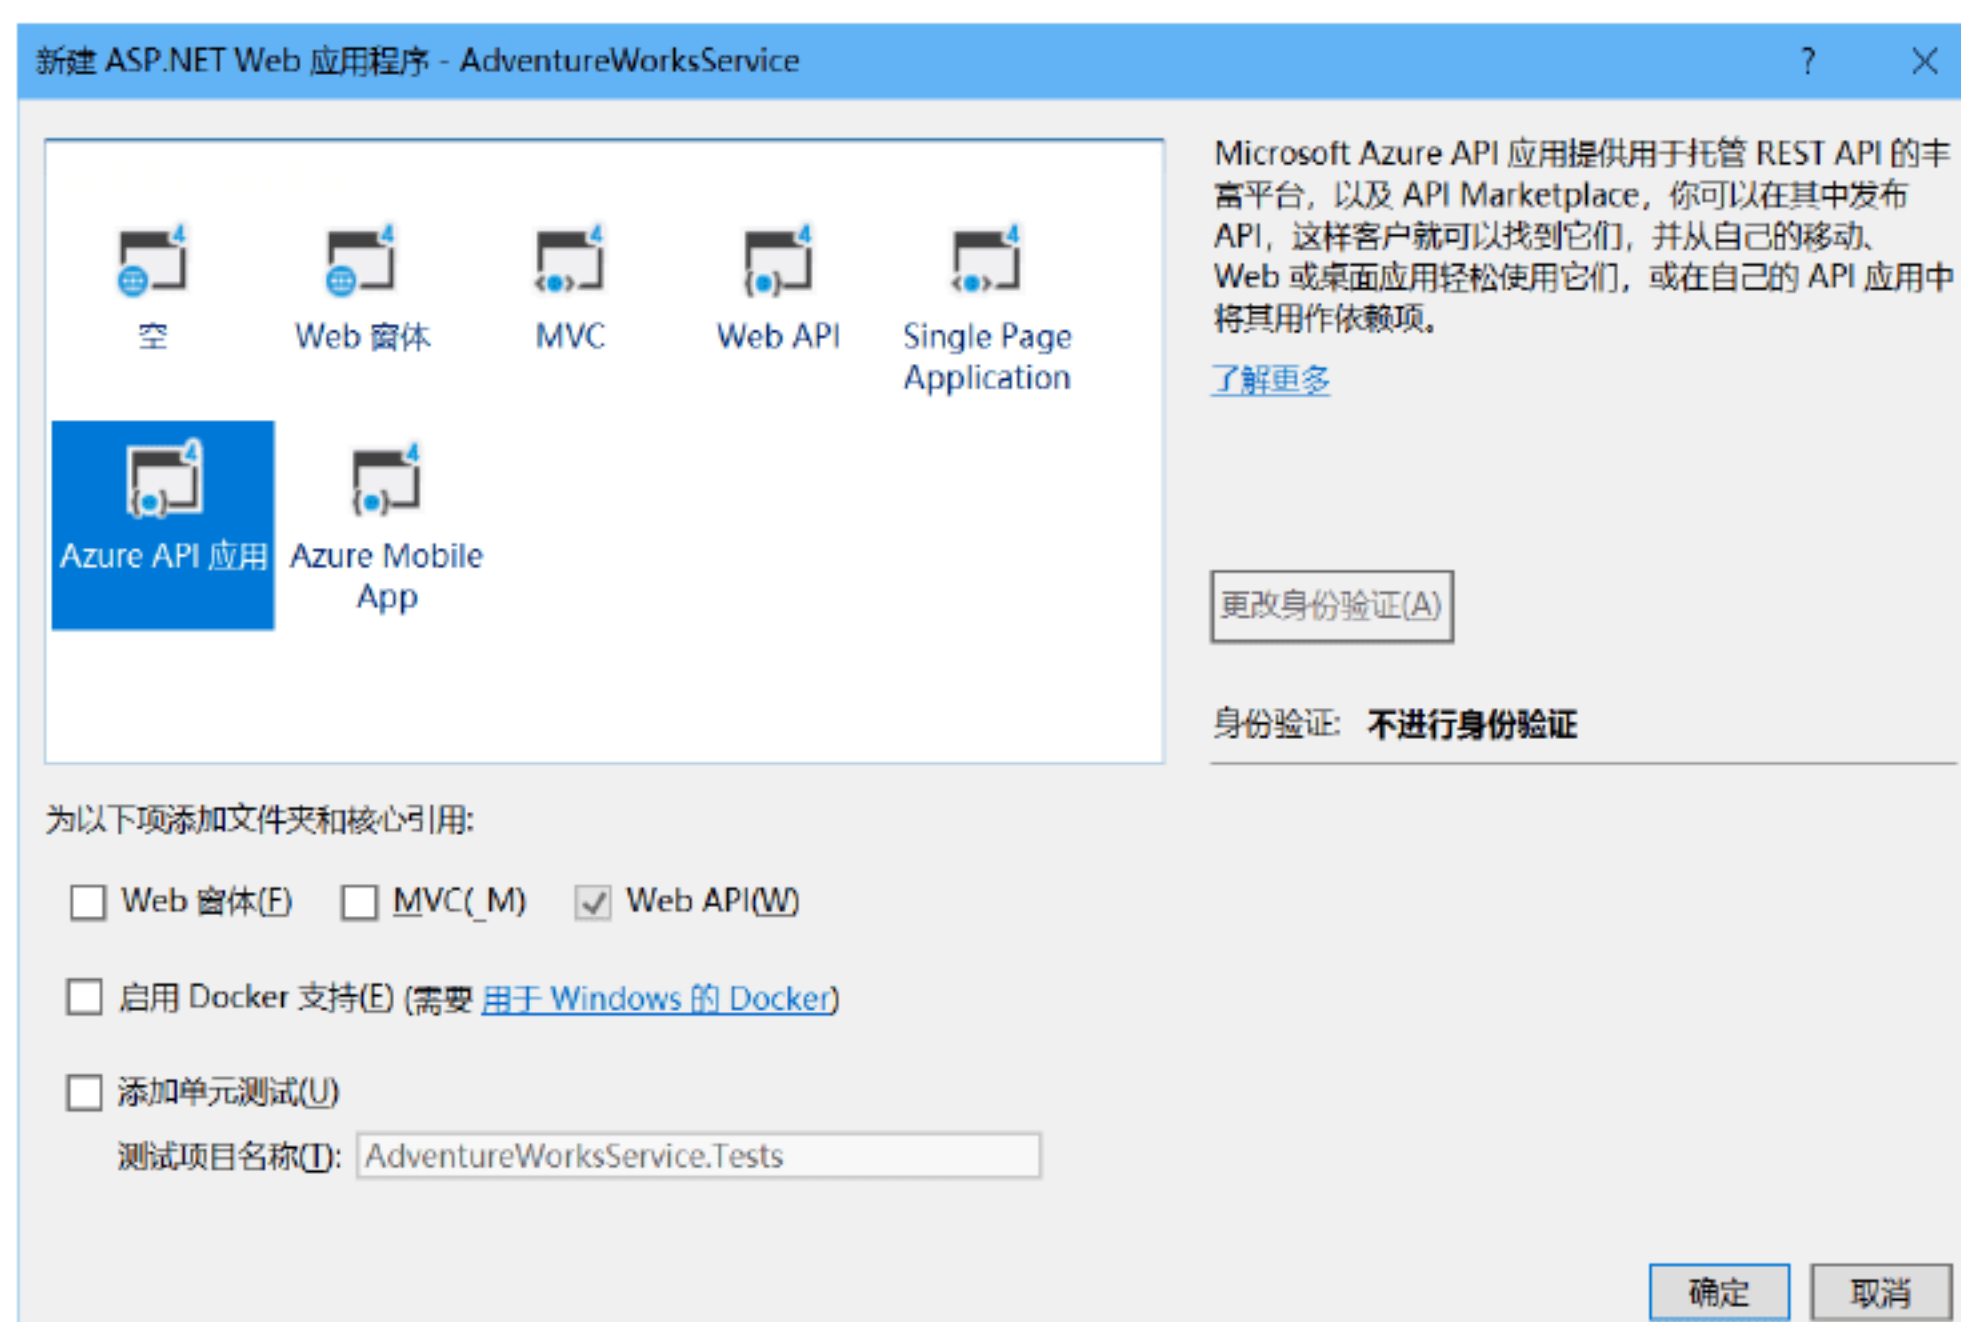 新建 ASP.NET Web 应用程序 - AdventureWorksService
?
空
Web 窗体
MVC
Web API
Single Page
Application
Azure API 应用
Azure Mobile
App
Microsoft Azure API 应用提供用于托管 REST API 的丰
富平台，以及 API Marketplace，你可以在其中发布
API，这样客户就可以找到它们，并从自己的移动、
Web 或桌面应用轻松使用它们，或在自己的 API 应用中
将其用作依赖项。
了解更多
更改身份验证(A)
身份验证: 不进行身份验证
为以下项添加文件夹和核心引用:
Web 窗体(F) MVC(_M) Web API(W)
启用 Docker 支持(E) (需要 用于 Windows 的 Docker)
添加单元测试(U)
测试项目名称(T): AdventureWorksService.Tests
确定 取消